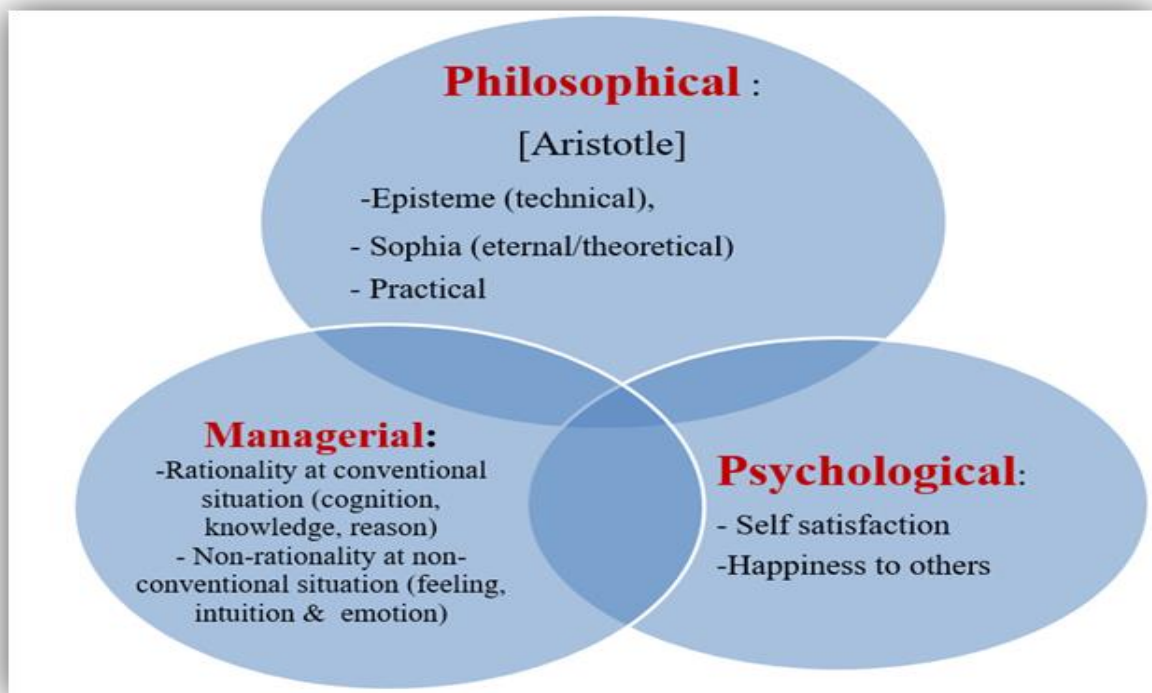 Philosophical :
[Aristotle]
-Episteme (technical),
- Sophia (eternal/theoretical)
- Practical
Managerial:
-Rationality at conventional
situation (cognition,
knowledge, reason)
- Non-rationality at non-
conventional situation (feeling,
intuition & emotion)
Psychological:
- Self satisfaction
-Happiness to others